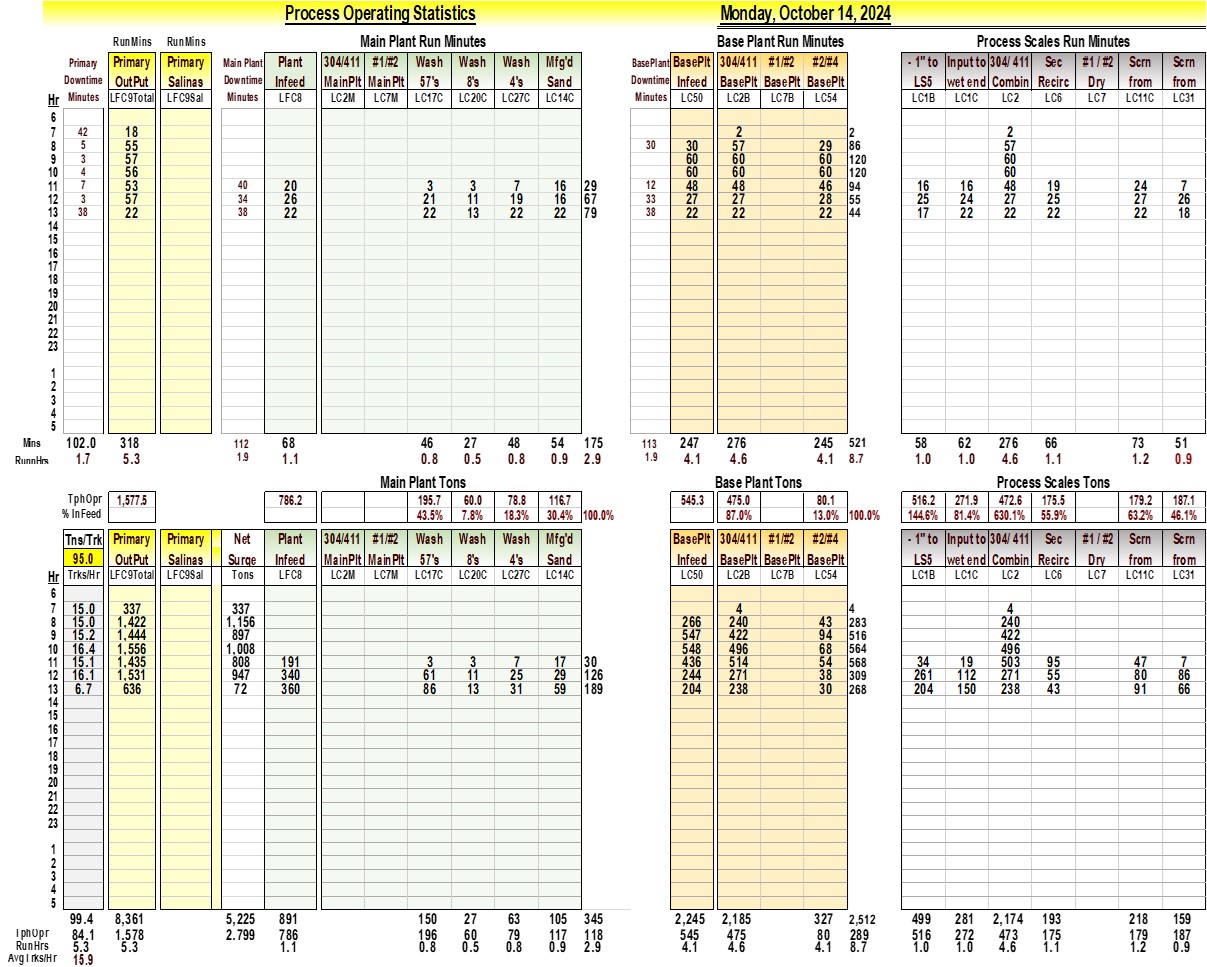 Process Operating Statistics Monday, October 14, 2024
RunMins RunMins Main Plant Run Minutes Base Plant Run Minutes Process Scales Run Minutes
Primary Primary Primary Main Plant Plant 304/411 #1/#2 Wash Wash Wash Mfg'd BasePlant BasePlt 304/411 #1/#2 #2/#4 - 1" to Input to 304/ 411 Sec #1 / #2 Scrn Scrn
Downtime OutPut Salinas Downtime Infeed MainPlt MainPlt 57's 8's 4's Sand Downtime Infeed BasePlt BasePlt BasePlt LS5 wet end Combin Recirc Dry from from
Hr Minutes LFC9Total LFC9Sal Minutes LFC8 LC2M LC7M LC17C LC20C LC27C LC14C Minutes LC50 LC2B LC7B LC54 LC1B LC1C LC2 LC6 LC7 LC11C LC31
6
7 42 18 2 2 2
8 5 55 30 30 57 29 86 57
9 3 57 60 60 60 120 60
10 4 56 60 60 60 120 60
11 7 53 40 20 3 3 7 16 29 12 48 48 46 94 16 16 48 19 24 7
12 3 57 34 26 21 11 19 16 67 33 27 27 28 55 25 24 27 25 27 26
13 38 22 38 22 22 13 22 22 79 38 22 22 22 44 17 22 22 22 22 18
14
15
16
17
18
19
20
21
22
23
1
2
3
4
5
Mins 102.0 318 112 68 46 27 48 54 175 113 247 276 245 521 58 62 276 66 73 51
RunnHrs 1.7 5.3 1.9 1.1 0.8 0.5 0.8 0.9 2.9 1.9 4.1 4.6 4.1 8.7 1.0 1.0 4.6 1.1 1.2 0.9
Main Plant Tons Base Plant Tons Process Scales Tons
TphOpr 1,577.5 786.2 195.7 60.0 78.8 116.7 545.3 475.0 80.1 516.2 271.9 472.6 175.5 179.2 187.1
% InFeed 43.5% 7.8% 18.3% 30.4% 100.0% 87.0% 13.0% 100.0% 144.6% 81.4% 630.1% 55.9% 63.2% 46.1%
Tns/Trk Primary Primary Net Plant 304/411 #1/#2 Wash Wash Wash Mfg'd BasePlt 304/411 #1/#2 #2/#4 - 1" to Input to 304/ 411 Sec #1 / #2 Scrn Scrn
95.0 OutPut Salinas Surge Infeed MainPlt MainPlt 57's 8's 4's Sand Infeed BasePlt BasePlt BasePlt LS5 wet end Combin Recirc Dry from from
Hr Trks/Hr LFC9Total LFC9Sal Tons LFC8 LC2M LC7M LC17C LC20C LC27C LC14C LC50 LC2B LC7B LC54 LC1B LC1C LC2 LC6 LC7 LC11C LC31
6
7 15.0 337 337 4 4 4
8 15.0 1,422 1,156 266 240 43 283 240
9 15.2 1,444 897 547 422 94 516 422
10 16.4 1,556 1,008 548 496 68 564 496
11 15.1 1,435 808 191 3 3 7 17 30 436 514 54 568 34 19 503 95 47 7
12 16.1 1,531 947 340 61 11 25 29 126 244 271 38 309 261 112 271 55 80 86
13 6.7 636 72 360 86 13 31 59 189 204 238 30 268 204 150 238 43 91 66
14
15
16
17
18
19
20
21
22
23
1
2
3
4
5
99.4 8,361 5,225 891 150 27 63 105 345 2,245 2,185 327 2,512 499 281 2,174 193 218 159
TphOpr 84.1 1,578 2.799 786 196 60 79 117 118 545 475 80 289 516 272 473 175 179 187
RunHrs 5.3 5.3 1.1 0.8 0.5 0.8 0.9 2.9 4.1 4.6 4.1 8.7 1.0 1.0 4.6 1.1 1.2 0.9
AvgTrks/Hr 15.9